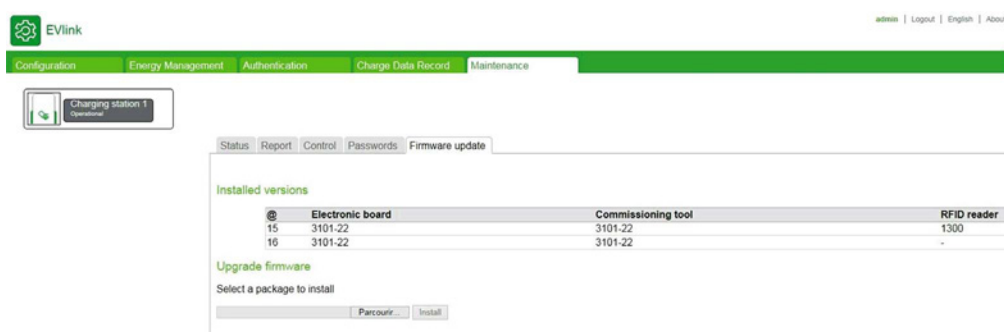 admin | Logout | English | Abou
EVlink
Configuration Energy Management Authentication Charge Data Record Maintenance
Charging station 1
Operational
Status Report Control Passwords Firmware update
Installed versions
@ Electronic board Commissioning tool RFID reader
15 3101-22 3101-22 1300
16 3101-22 3101-22 -
Upgrade firmware
Select a package to install
Parcourir... Install